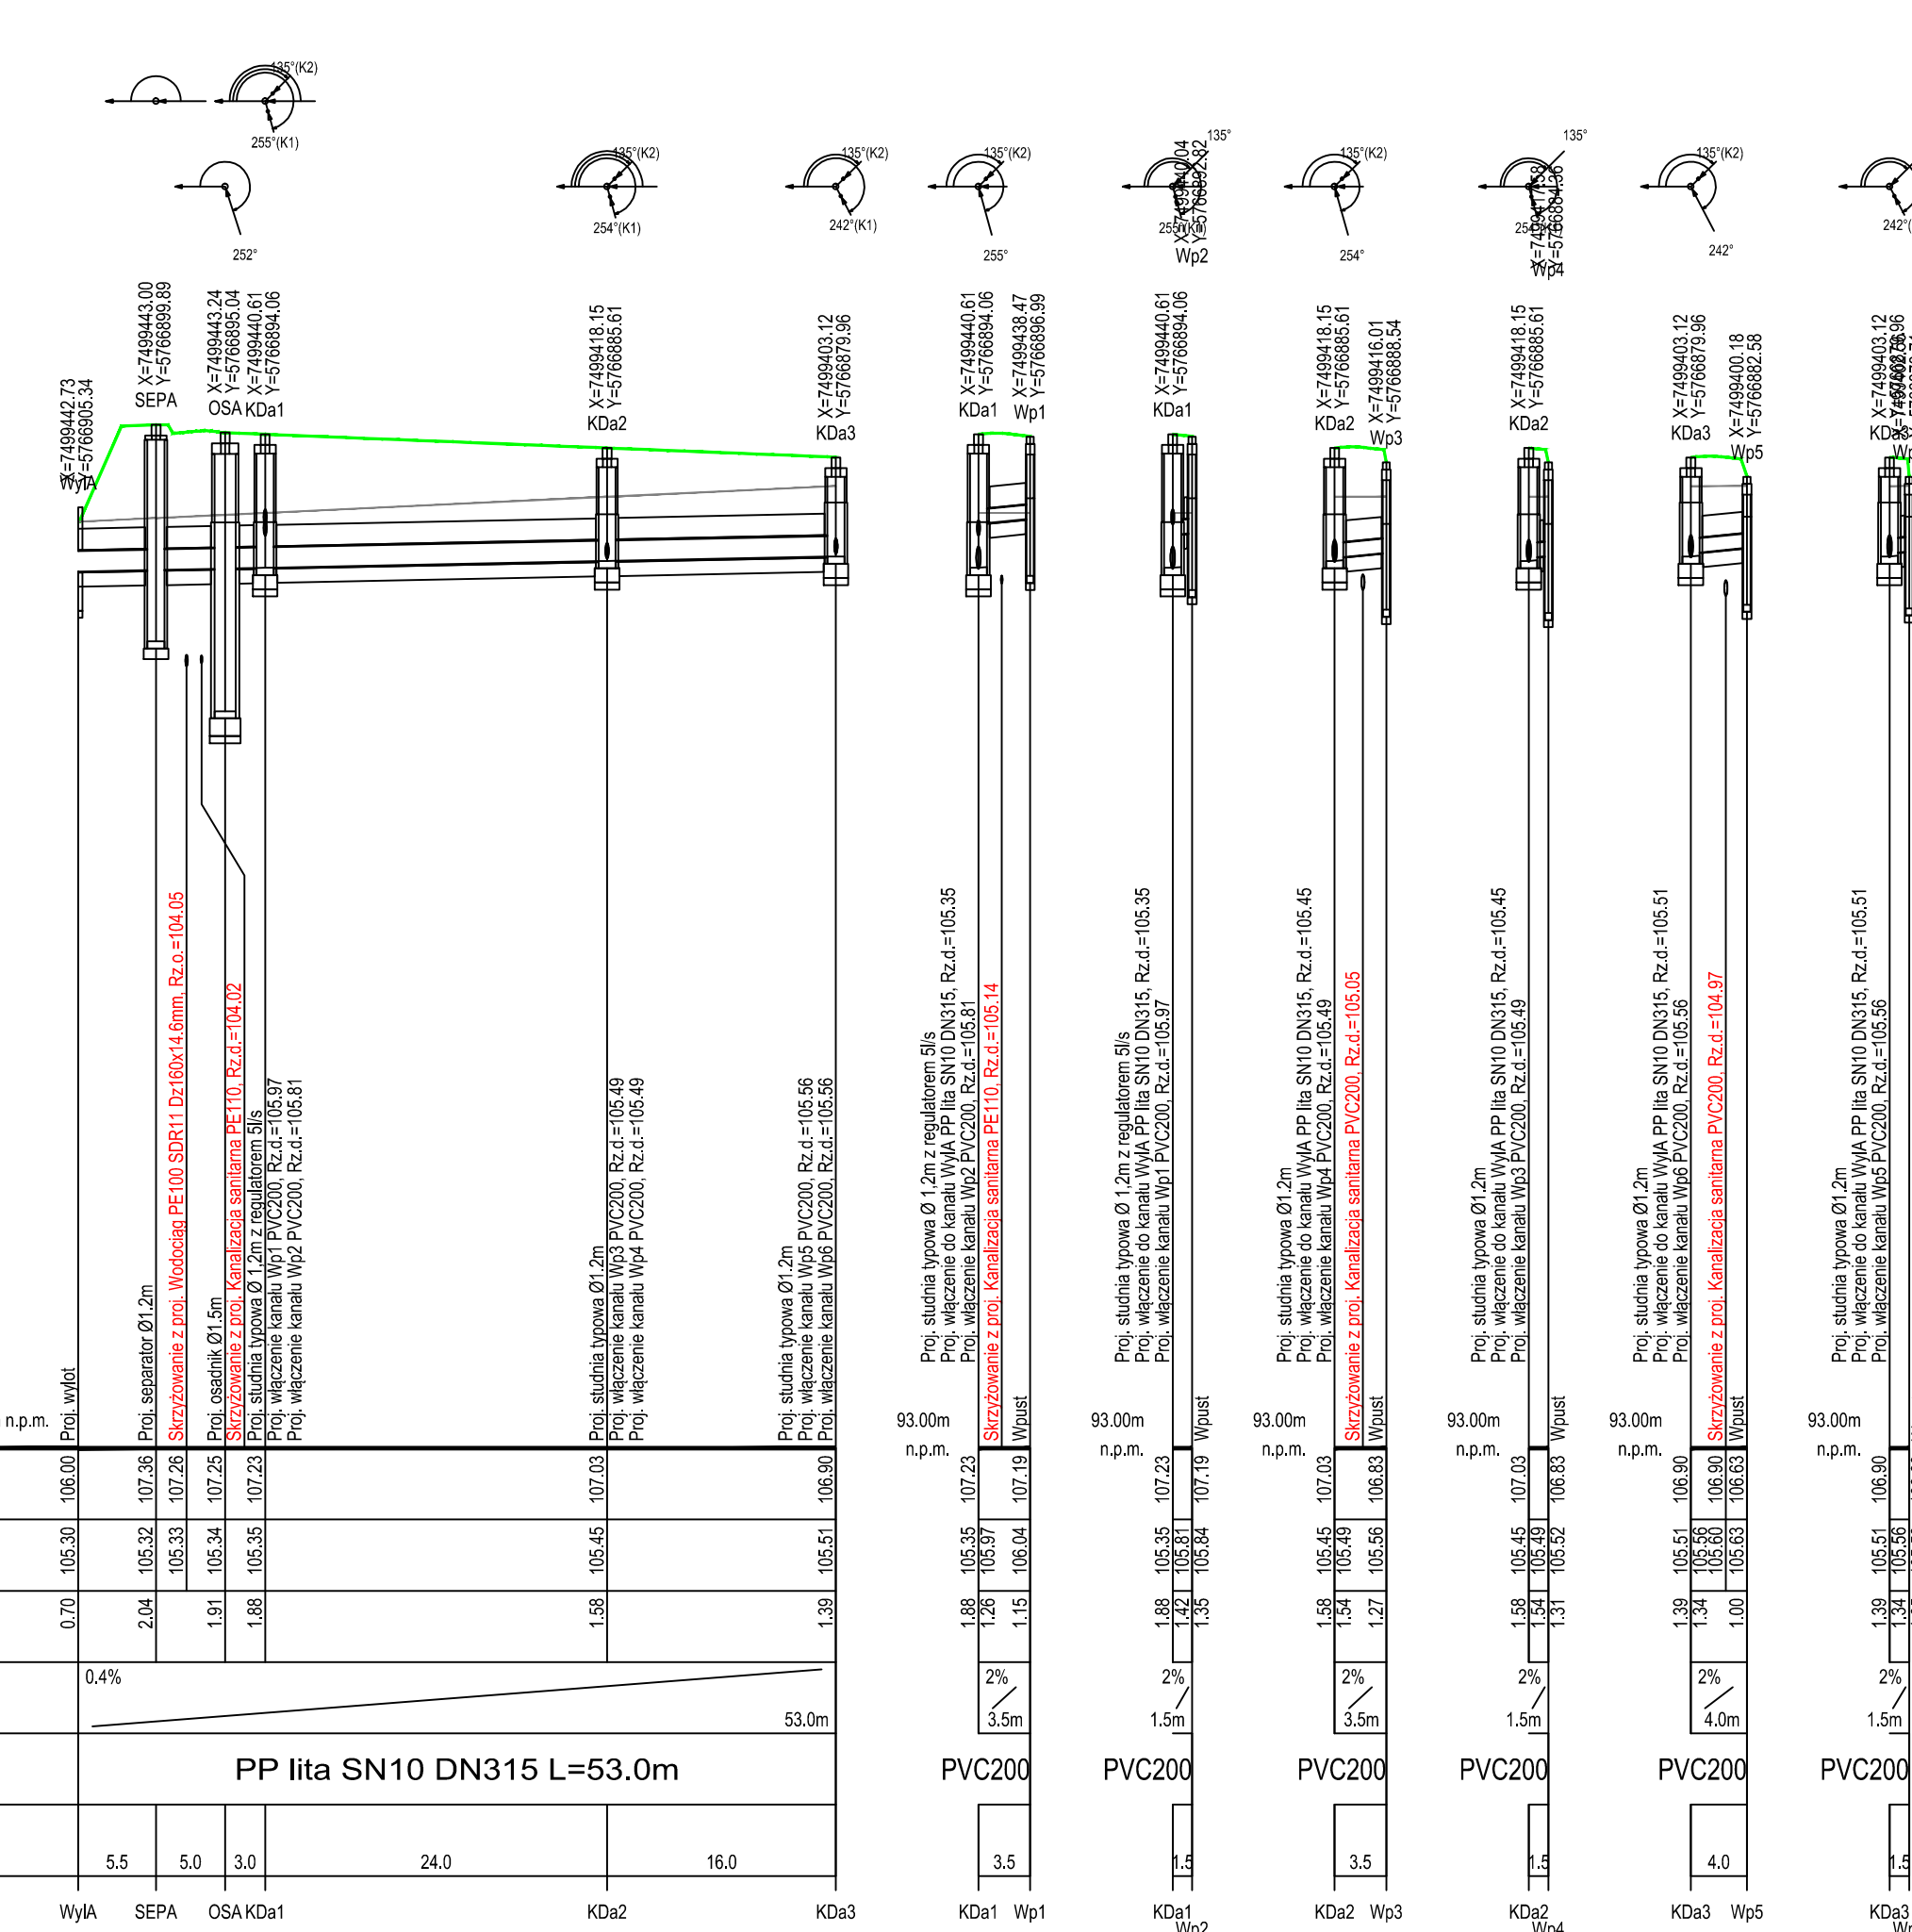 135°(K2)
255°(K1)
252°
135°(K2)
254°(K1)
135°(K2)
242°(K1)
135°(K2)
255°
135°
135°(K2)
254°
135°
135°(K2)
242°
X=7499442.73
Y=5766905.34
WylA
X=7499443.00
Y=5766899.89
SEPA
X=7499443.24
Y=5766895.04
OSA
X=7499440.61
Y=5766894.06
KDa1
X=7499418.15
Y=5766885.61
KDa2
X=7499403.12
Y=5766879.96
KDa3
X=7499440.61
Y=5766894.06
KDa1
X=7499438.47
Y=5766896.99
Wp1
X=7499440.61
Y=5766894.06
KDa1
X=7499440.04
Y=5766892.82
Wp2
X=7499418.15
Y=5766885.61
KDa2
X=7499416.01
Y=5766888.54
Wp3
X=7499418.15
Y=5766885.61
KDa2
X=7499417.58
Y=5766884.36
Wp4
X=7499403.12
Y=5766879.96
KDa3
X=7499400.18
Y=5766882.58
Wp5
X=7499403.12
n.p.m.
Proj. wylot
Proj. separator Ø1.2m
Skrzyżowanie z proj. Wodociąg PE100 SDR11 Dz160x14.6mm, Rz.o.=104.05
Proj. osadnik Ø1.5m
Skrzyżowanie z proj. Kanalizacja sanitarna PE110, Rz.d.=104.02
Proj. studnia typowa Ø 1,2m z regulatorem 5l/s
Proj. włączenie kanału Wp1 PVC200, Rz.d.=105.97
Proj. włączenie kanału Wp2 PVC200, Rz.d.=105.81
Proj. studnia typowa Ø1.2m
Proj. włączenie kanału Wp3 PVC200, Rz.d.=105.49
Proj. włączenie kanału Wp4 PVC200, Rz.d.=105.49
Proj. studnia typowa Ø1.2m
Proj. włączenie kanału Wp5 PVC200, Rz.d.=105.56
Proj. włączenie kanału Wp6 PVC200, Rz.d.=105.56
93.00m
n.p.m.
Proj. studnia typowa Ø 1,2m z regulatorem 5l/s
Proj. włączenie do kanału WylA PP lita SN10 DN315, Rz.d.=105.35
Proj. włączenie kanału Wp2 PVC200, Rz.d.=105.81
Skrzyżowanie z proj. Kanalizacja sanitarna PE110, Rz.d.=105.14
Wpust
93.00m
n.p.m.
Proj. studnia typowa Ø 1,2m z regulatorem 5l/s
Proj. włączenie do kanału WylA PP lita SN10 DN315, Rz.d.=105.35
Proj. włączenie kanału Wp1 PVC200, Rz.d.=105.97
Wpust
93.00m
n.p.m.
Proj. studnia typowa Ø1.2m
Proj. włączenie do kanału WylA PP lita SN10 DN315, Rz.d.=105.45
Proj. włączenie kanału Wp4 PVC200, Rz.d.=105.49
Skrzyżowanie z proj. Kanalizacja sanitarna PVC200, Rz.d.=105.05
Wpust
93.00m
n.p.m.
Proj. studnia typowa Ø1.2m
Proj. włączenie do kanału WylA PP lita SN10 DN315, Rz.d.=105.45
Proj. włączenie kanału Wp3 PVC200, Rz.d.=105.49
Wpust
93.00m
n.p.m.
Proj. studnia typowa Ø1.2m
Proj. włączenie do kanału WylA PP lita SN10 DN315, Rz.d.=105.51
Proj. włączenie kanału Wp6 PVC200, Rz.d.=105.56
Skrzyżowanie z proj. Kanalizacja sanitarna PVC200, Rz.d.=104.97
Wpust
93.00m
n.p.m.
Proj. studnia typowa Ø1.2m
Proj. włączenie do kanału WylA PP lita SN10 DN315, Rz.d.=105.51
Proj. włączenie kanału Wp5 PVC200, Rz.d.=105.56
106.00 107.36 107.26 107.25 107.23 107.03 106.90 107.23 107.19 107.23 107.19 107.03 106.83 107.03 106.83 106.90 106.90 106.63 106.90
105.30 105.32 105.33 105.34 105.35 105.45 105.51 105.35 105.97 106.04 105.35 105.81 105.84 105.45 105.49 105.56 105.45 105.49 105.52 105.51 105.56 105.60 105.63 105.51 105.56
0.70 2.04 1.91 1.88 1.58 1.39 1.88 1.26 1.15 1.88 1.42 1.35 1.58 1.54 1.27 1.58 1.54 1.31 1.39 1.34 1.00 1.39 1.34
0.4% 2% 2% 2% 2% 2% 2%
53.0m 3.5m 1.5m 3.5m 1.5m 4.0m 1.5m
PP lita SN10 DN315 L=53.0m PVC200 PVC200 PVC200 PVC200 PVC200 PVC200
5.5 5.0 3.0 24.0 16.0 3.5 1.5 3.5 1.5 4.0 1.5
WylA SEPA OSA KDa1 KDa2 KDa3 KDa1 Wp1 KDa1 Wp2 KDa2 Wp3 KDa2 Wp4 KDa3 Wp5 KDa3